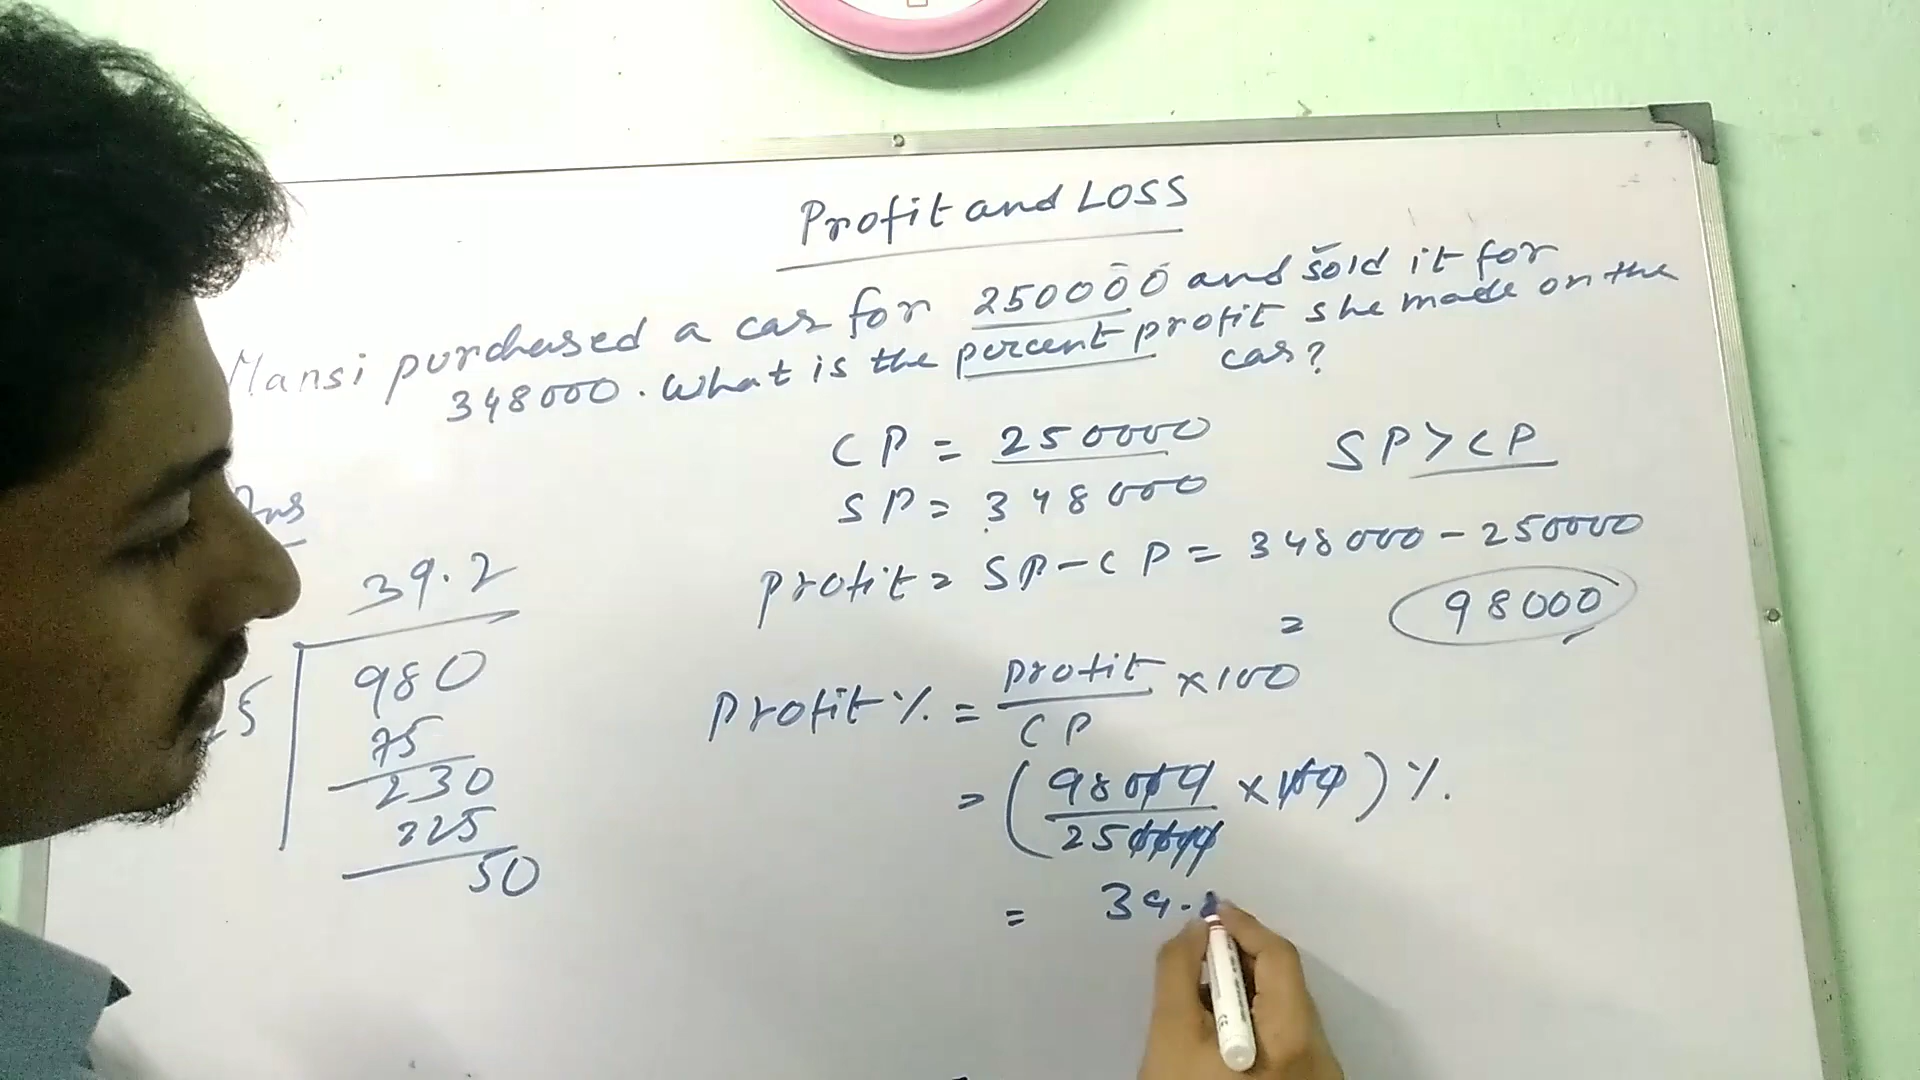 Profit and LOSS
Mansi purchased a car for 250000 and sold it for
348000. What is the percent profit she made on the
car?
CP = 250000
SP > CP
SP = 348000
Ans
Profit = SP - CP = 348000 - 250000
= 98000
Profit % = profit/CP × 100
= (98000/250000 × 100) %.
= 39.
39.2
980
75
230
225
50